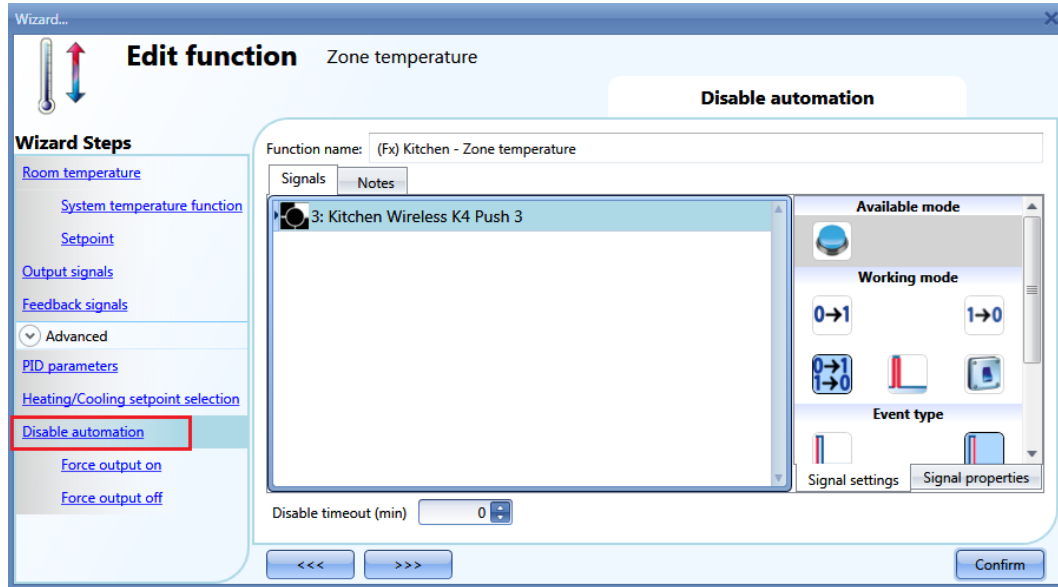 Wizard...
Edit function Zone temperature
Disable automation
Wizard Steps
Room temperature
System temperature function
Setpoint
Output signals
Feedback signals
Advanced
PID parameters
Heating/Cooling setpoint selection
Disable automation
Force output on
Force output off
Function name: (Fx) Kitchen - Zone temperature
Signals Notes
3: Kitchen Wireless K4 Push 3
Available mode
Working mode
0→1 1→0
0→1
1→0
Event type
Signal settings Signal properties
Disable timeout (min) 0
<<< >>> Confirm